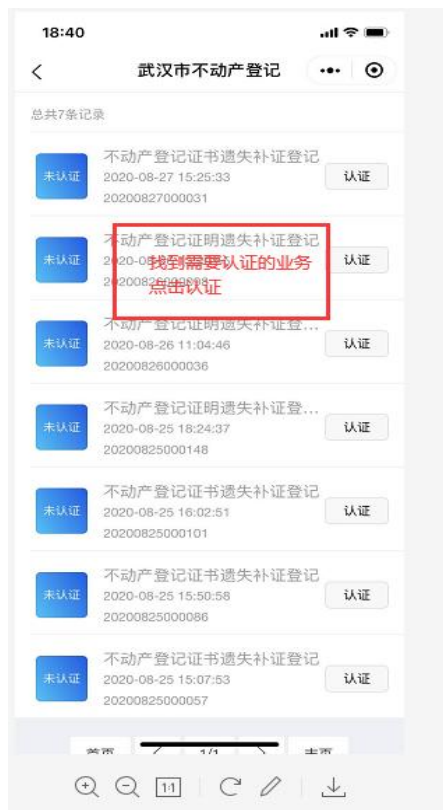 18:40
武汉市不动产登记
总共7条记录
未认证
不动产登记证书遗失补证登记
2020-08-27 15:25:33
20200827000031
认证
未认证
不动产登记证明遗失补证登记
找到需要认证的业务
点击认证
认证
未认证
不动产登记证明遗失补证登...
2020-08-26 11:04:46
20200826000036
认证
未认证
不动产登记证明遗失补证登...
2020-08-25 18:24:37
20200825000148
认证
未认证
不动产登记证书遗失补证登记
2020-08-25 16:02:51
20200825000101
认证
未认证
不动产登记证书遗失补证登记
2020-08-25 15:50:58
20200825000086
认证
未认证
不动产登记证书遗失补证登记
2020-08-25 15:07:53
20200825000057
认证
首页
1/1
末页
1:1